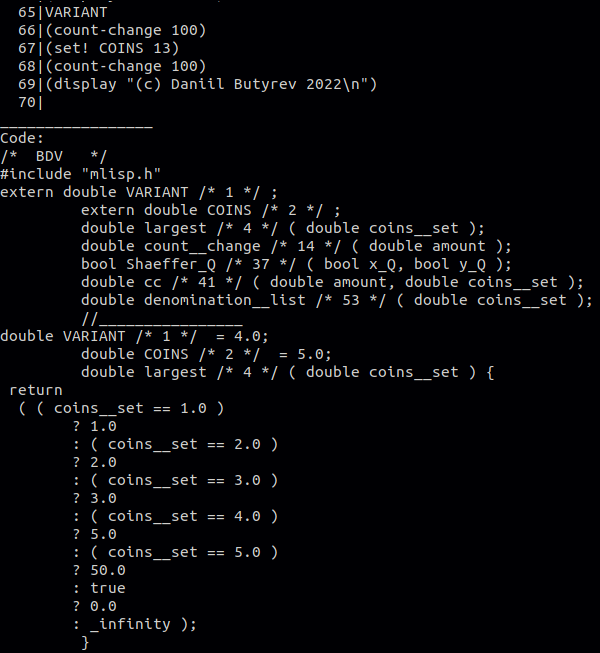 65|VARIANT
66|(count-change 100)
67|(set! COINS 13)
68|(count-change 100)
69|(display "(c) Daniil Butyrev 2022\n")
70|
_________________
Code:
/*  BDV   */
#include "mlisp.h"
extern double VARIANT /* 1 */ ;
extern double COINS /* 2 */ ;
double largest /* 4 */ ( double coins__set );
double count__change /* 14 */ ( double amount );
bool Shaeffer_Q /* 37 */ ( bool x_Q, bool y_Q );
double cc /* 41 */ ( double amount, double coins__set );
double denomination__list /* 53 */ ( double coins__set );
//________________
double VARIANT /* 1 */  = 4.0;
double COINS /* 2 */  = 5.0;
double largest /* 4 */ ( double coins__set ) {
return
( ( coins__set == 1.0 )
? 1.0
: ( coins__set == 2.0 )
? 2.0
: ( coins__set == 3.0 )
? 3.0
: ( coins__set == 4.0 )
? 5.0
: ( coins__set == 5.0 )
? 50.0
: true
? 0.0
: _infinity );
}